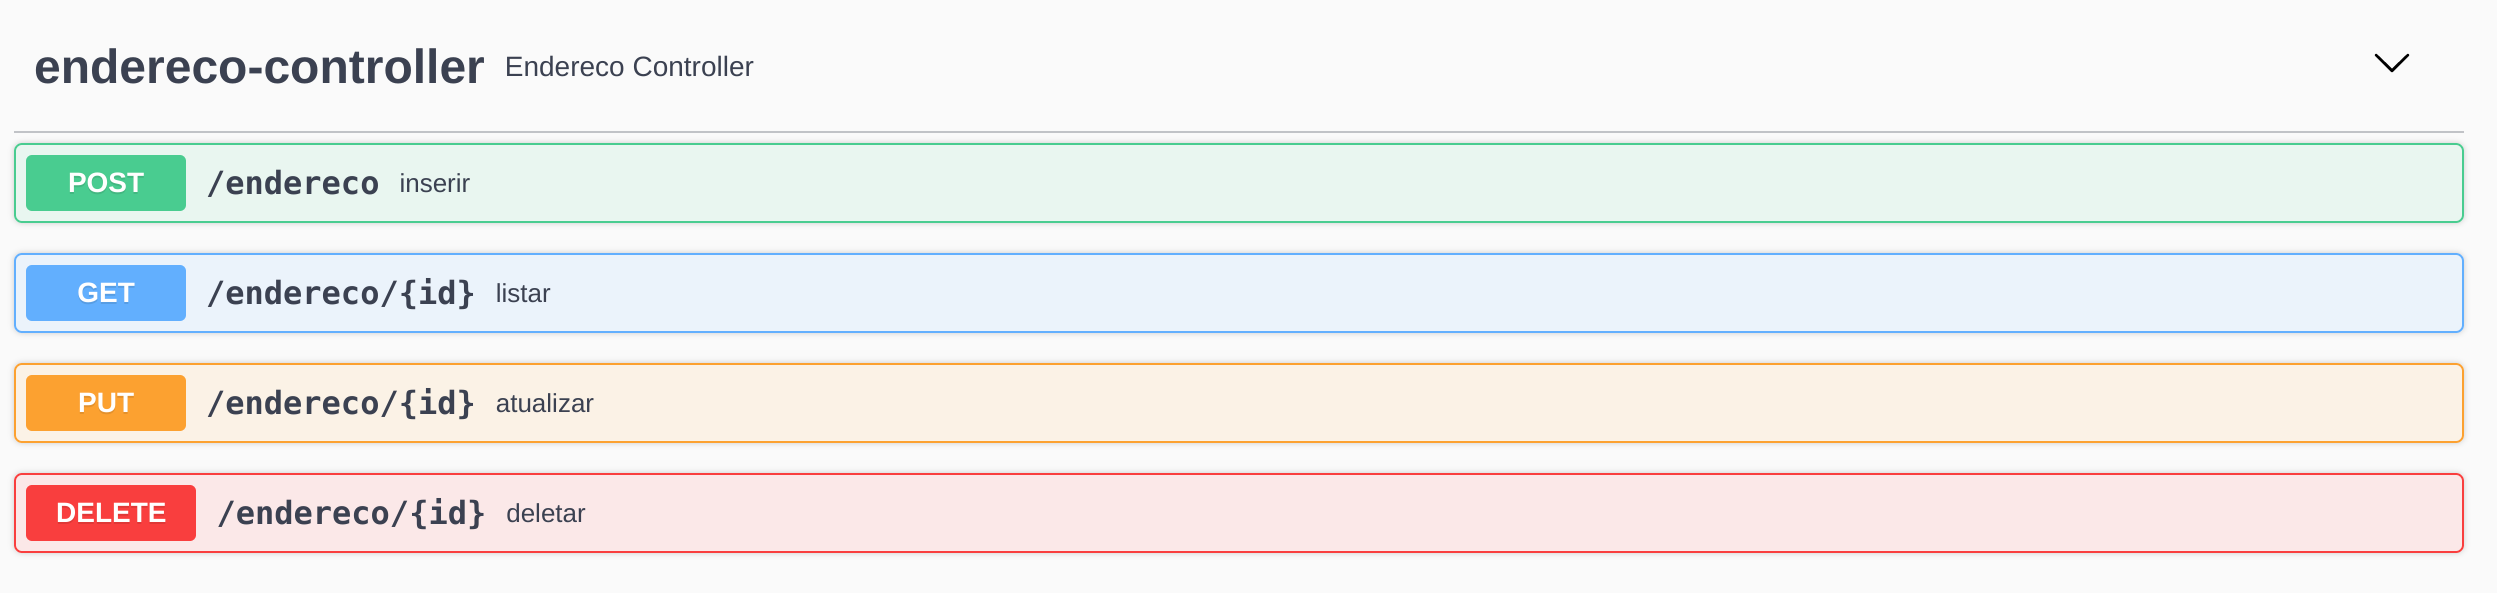 endereco-controller Endereco Controller
POST /endereco inserir
GET /endereco/{id} listar
PUT /endereco/{id} atualizar
DELETE /endereco/{id} deletar